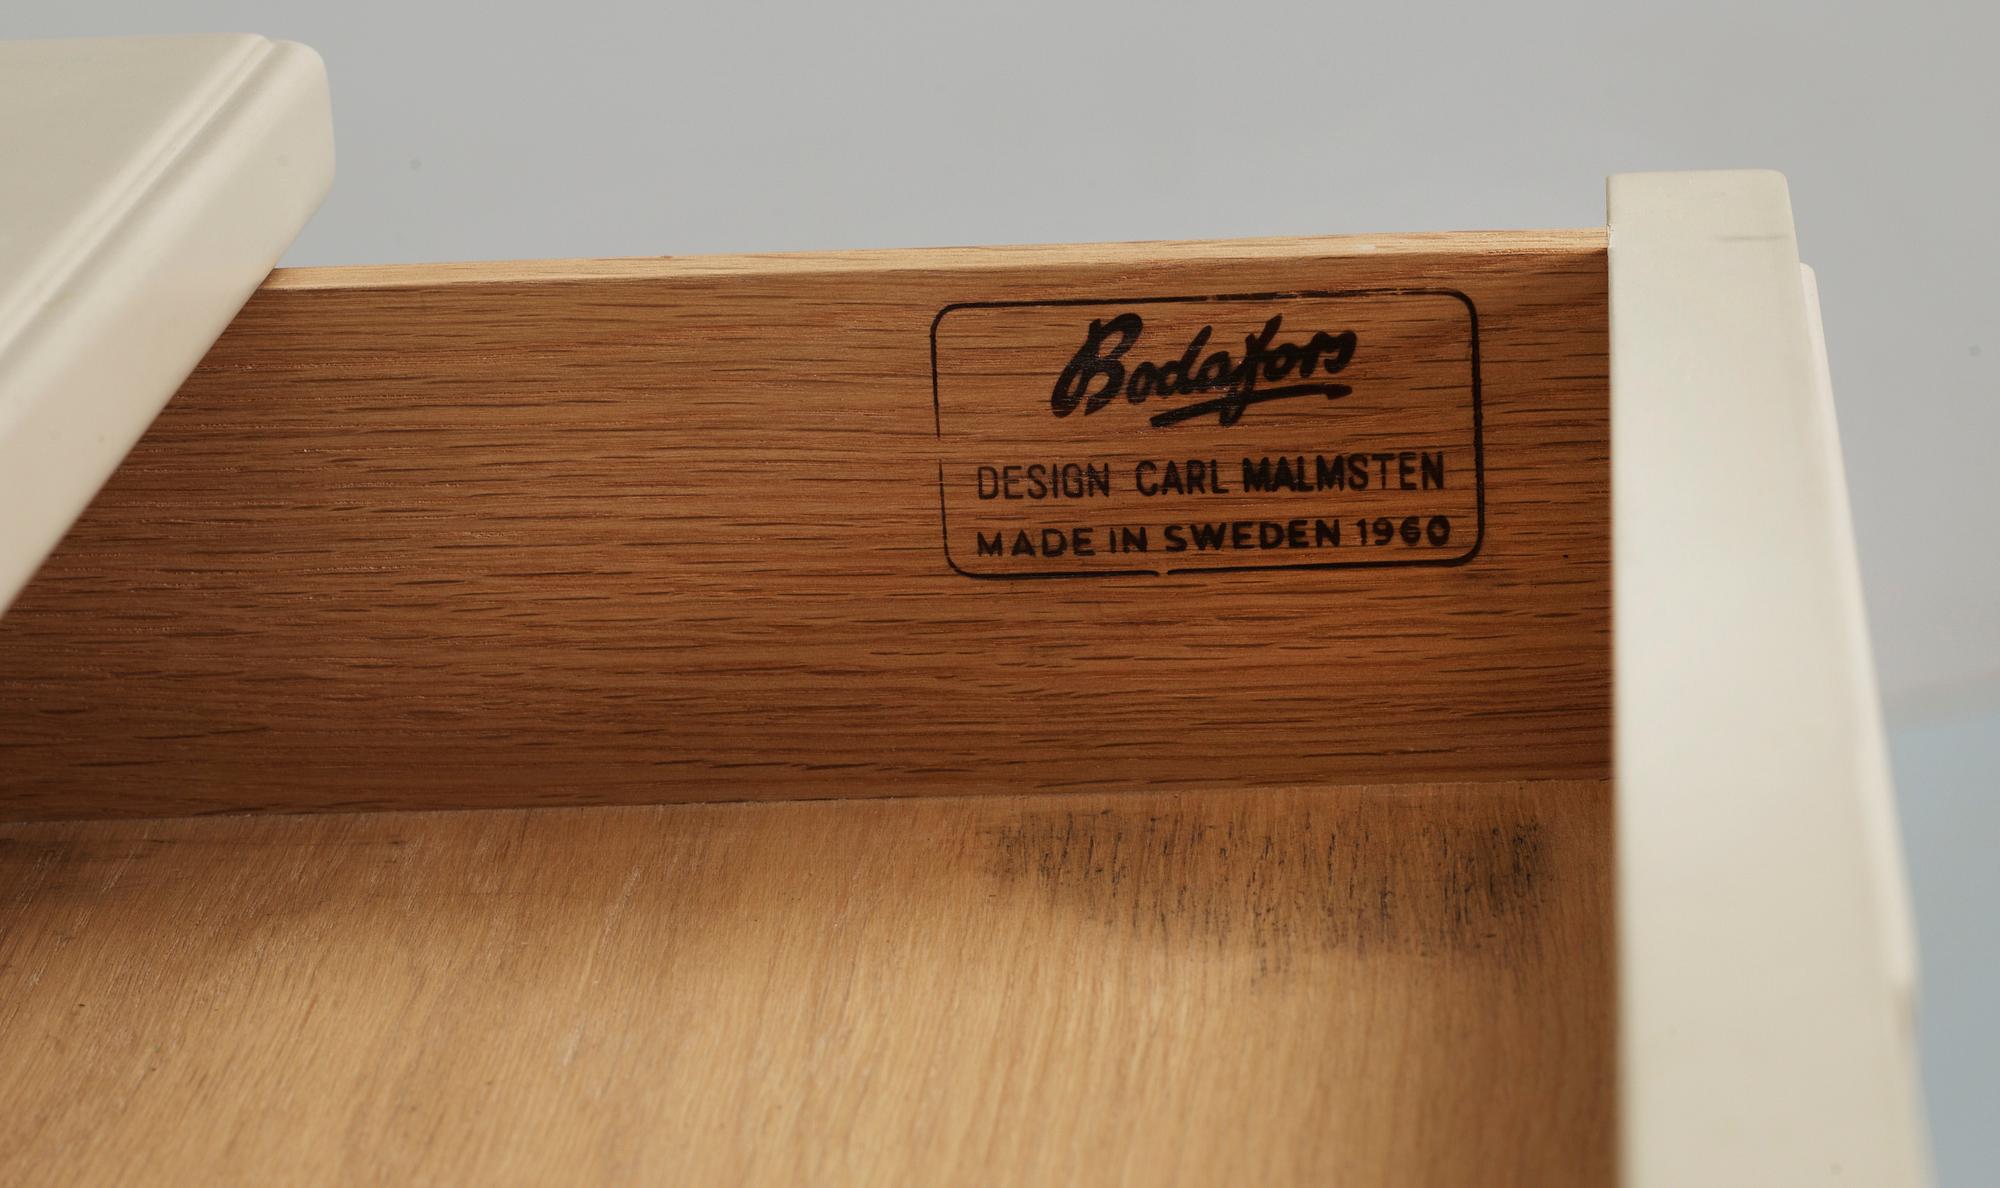 Bodafors
DESIGN CARL MALMSTEN
MADE IN SWEDEN 1960